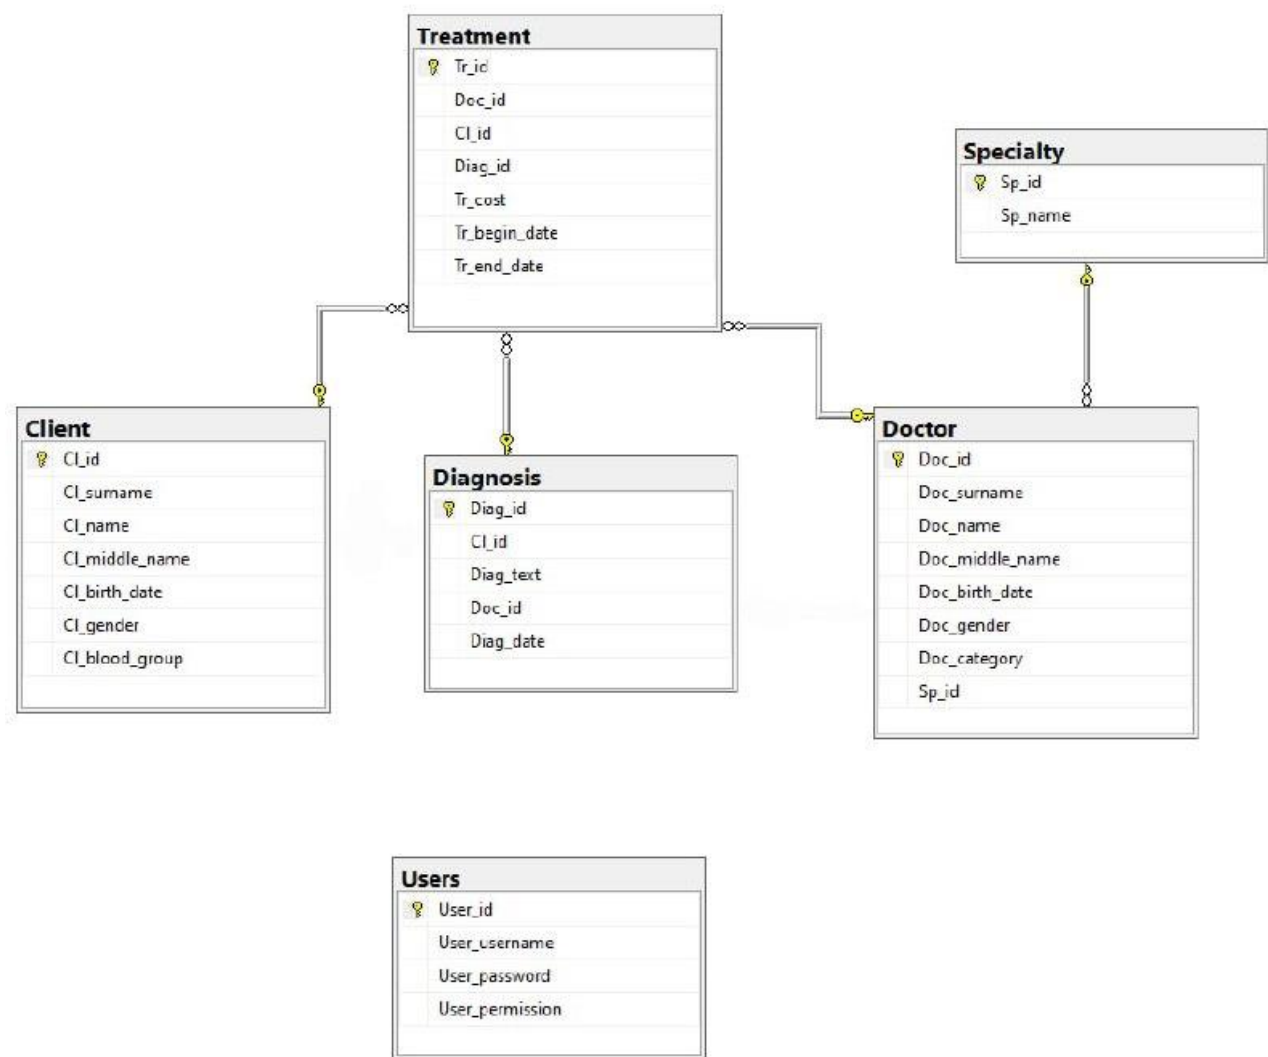 Treatment
Tr_id
Doc_id
Cl_id
Diag_id
Tr_cost
Tr_begin_date
Tr_end_date
Specialty
Sp_id
Sp_name
Client
Cl_id
Cl_surname
Cl_name
Cl_middle_name
Cl_birth_date
Cl_gender
Cl_blood_group
Diagnosis
Diag_id
Cl_id
Diag_text
Doc_id
Diag_date
Doctor
Doc_id
Doc_surname
Doc_name
Doc_middle_name
Doc_birth_date
Doc_gender
Doc_category
Sp_id
Users
User_id
User_username
User_password
User_permission